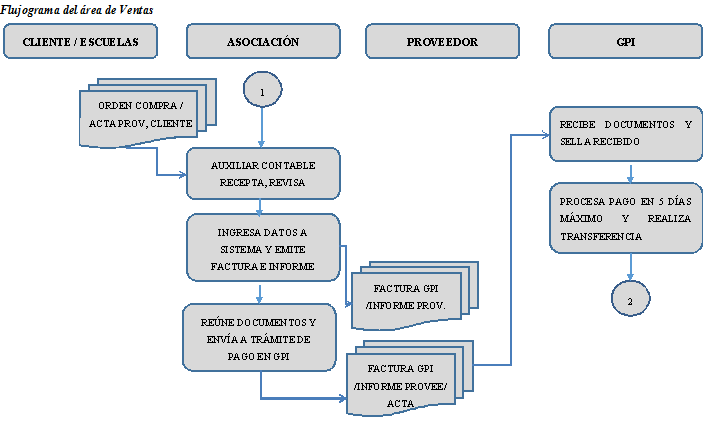 Flujograma del área de Ventas
CLIENTE / ESCUELAS
ASOCIACIÓN
PROVEEDOR
GPI
ORDEN COMPRA /
ACTA PROV, CLIENTE
1
RECIBE DOCUMENTOS Y
SELLA RECIBIDO
AUXILIAR CONTABLE
RECEPTA, REVISA
PROCESA PAGO EN 5 DÍAS
MÁXIMO Y REALIZA
TRANSFERENCIA
INGRESA DATOS A
SISTEMA Y EMITE
FACTURA E INFORME
FACTURA GPI
/INFORME PROV.
2
REÚNE DOCUMENTOS Y
ENVÍA A TRÁMITE DE
PAGO EN GPI
FACTURA GPI
/INFORME PROVEE/
ACTA